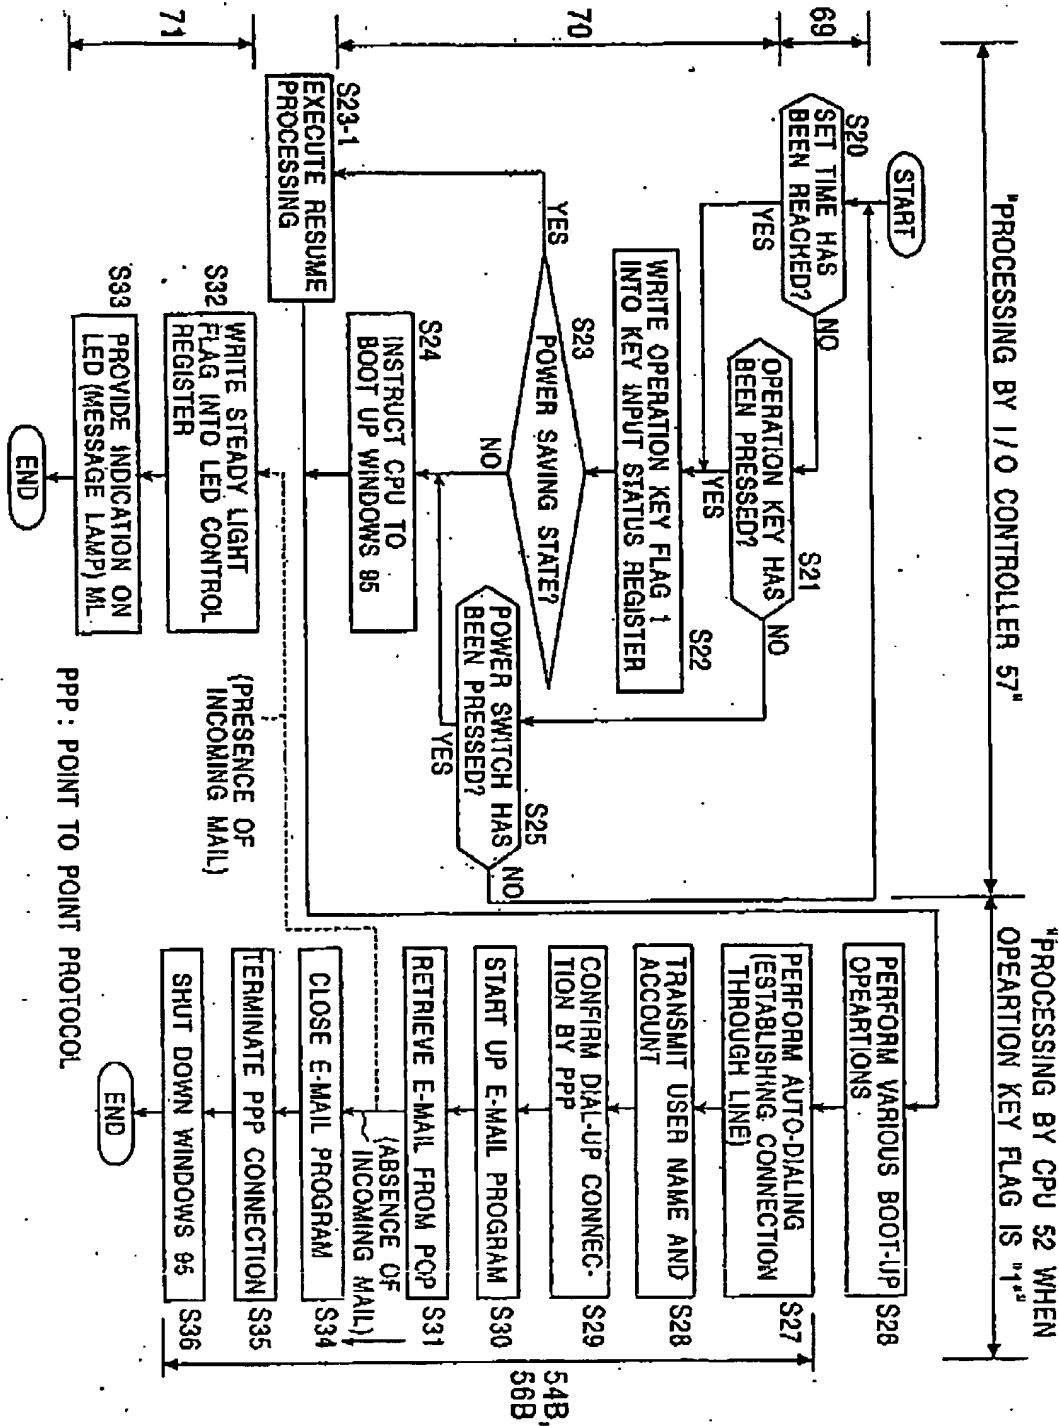 "PROCESSING BY I/O CONTROLLER 57"
"PROCESSING BY CPU 52 WHEN
OPEARTION KEY FLAG IS "1""
69
70
71
START
S20
SET TIME HAS
BEEN REACKED?
NO
YES
S21
OPERATION KEY HAS
BEEN PRESSED?
NO
YES
S22
WRITE OPERATION KEY FLAG 1
INTO KEY INPUT STATUS REGISTER
S23
POWER SAVING STATE?
YES
NO
S25
POWER SWITCH HAS
BEEN PRESSED?
NO
YES
S24
INSTRUCT CPU TO
BOOT UP WINDOWS 95
S23-1
EXECUTE RESUME
PROCESSING
(PRESENCE OF
INCOMING MAIL)
S32
WRITE STEADY LIGHT
FLAG INTO LED CONTROL
REGISTER
S33
PROVIDE INDICATION ON
LED (MESSAGE LAMP) ML
END
PERFORM VARIOUS BOOT-UP
OPEARTIONS
S26
PERFORM AUTO-DIALING
(ESTABLISHING CONNECTION
THROUGH LINE)
S27
TRANSMIT USER NAME AND
ACCOUNT
S28
CONFIRM DIAL-UP CONNEC-
TION BY PPP
S29
START UP E-MAIL PROGRAM
S30
RETRIEVE E-MAIL FROM POP
S31
(ABSENCE OF
INCOMING MAIL)
CLOSE E-MAIL PROGRAM
S34
TERMINATE PPP CONNECTION
S35
SHUT DOWN WINDOWS 95
S36
END
54B,
56B
PPP: POINT TO POINT PROTOCOL